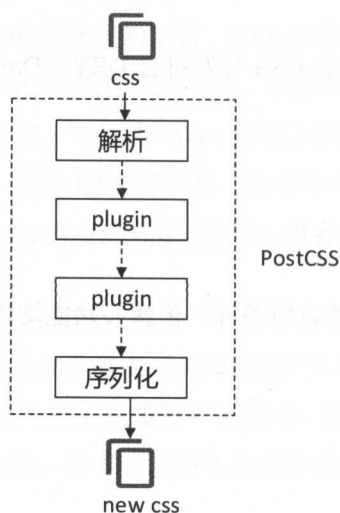 css
解析
plugin
plugin
PostCSS
序列化
new css